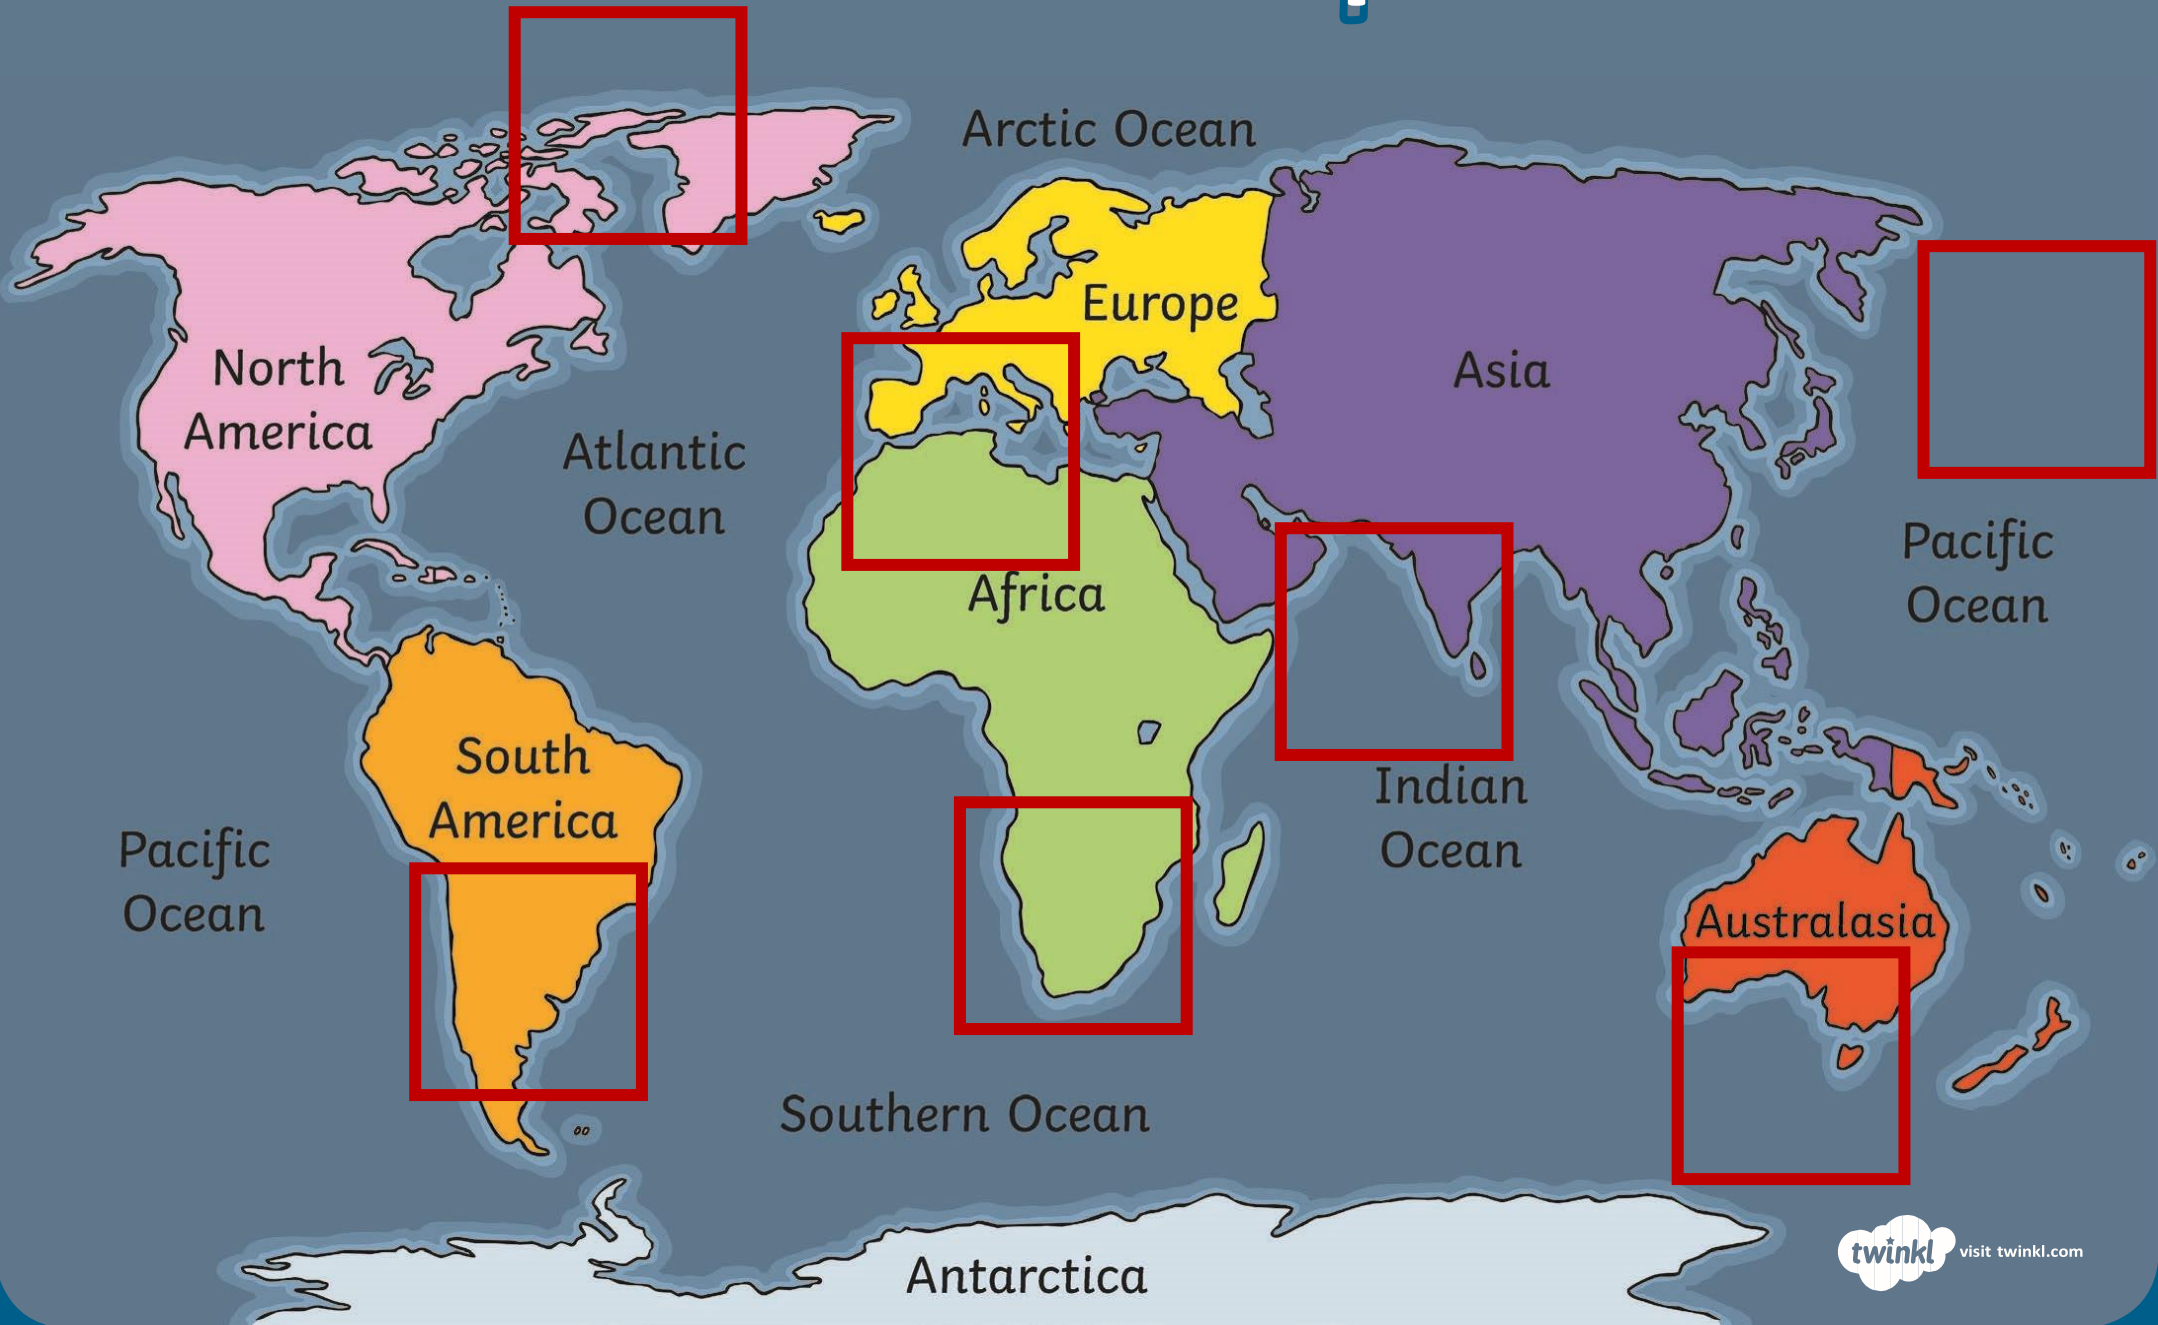 Arctic Ocean
Europe
Asia
North
America
Atlantic
Ocean
Pacific
Ocean
Africa
South
America
Indian
Ocean
Pacific
Ocean
Australasia
Southern Ocean
Antarctica
twinkl visit twinkl.com